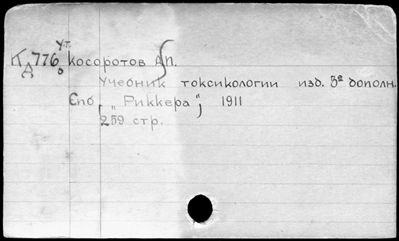 К 776 Косоротов Д.П.
Д
Учебник токсикологии изд. 3е дополн.
Спб, „Риккера“, 1911
259 стр.